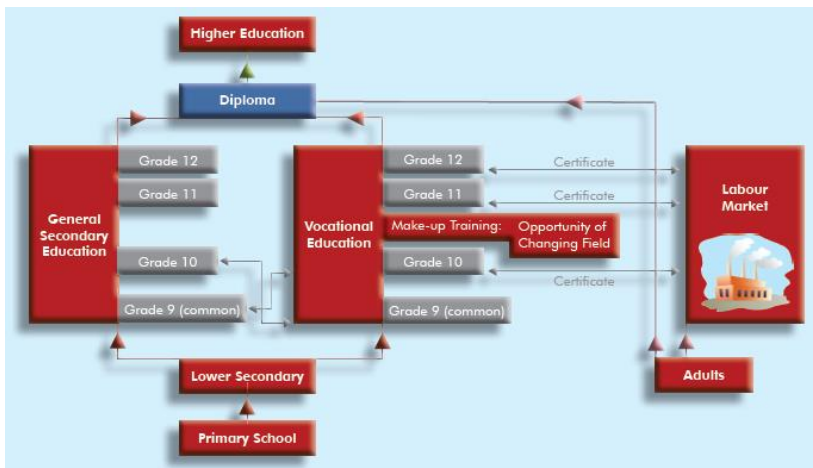 Higher Education
Diploma
Grade 12
Grade 11
General
Secondary
Education
Grade 10
Grade 9 (common)
Grade 12
Grade 11
Vocational
Education
Make-up Training:
Opportunity of
Changing Field
Grade 10
Grade 9 (common)
Certificate
Certificate
Certificate
Labour
Market
Lower Secondary
Adults
Primary School